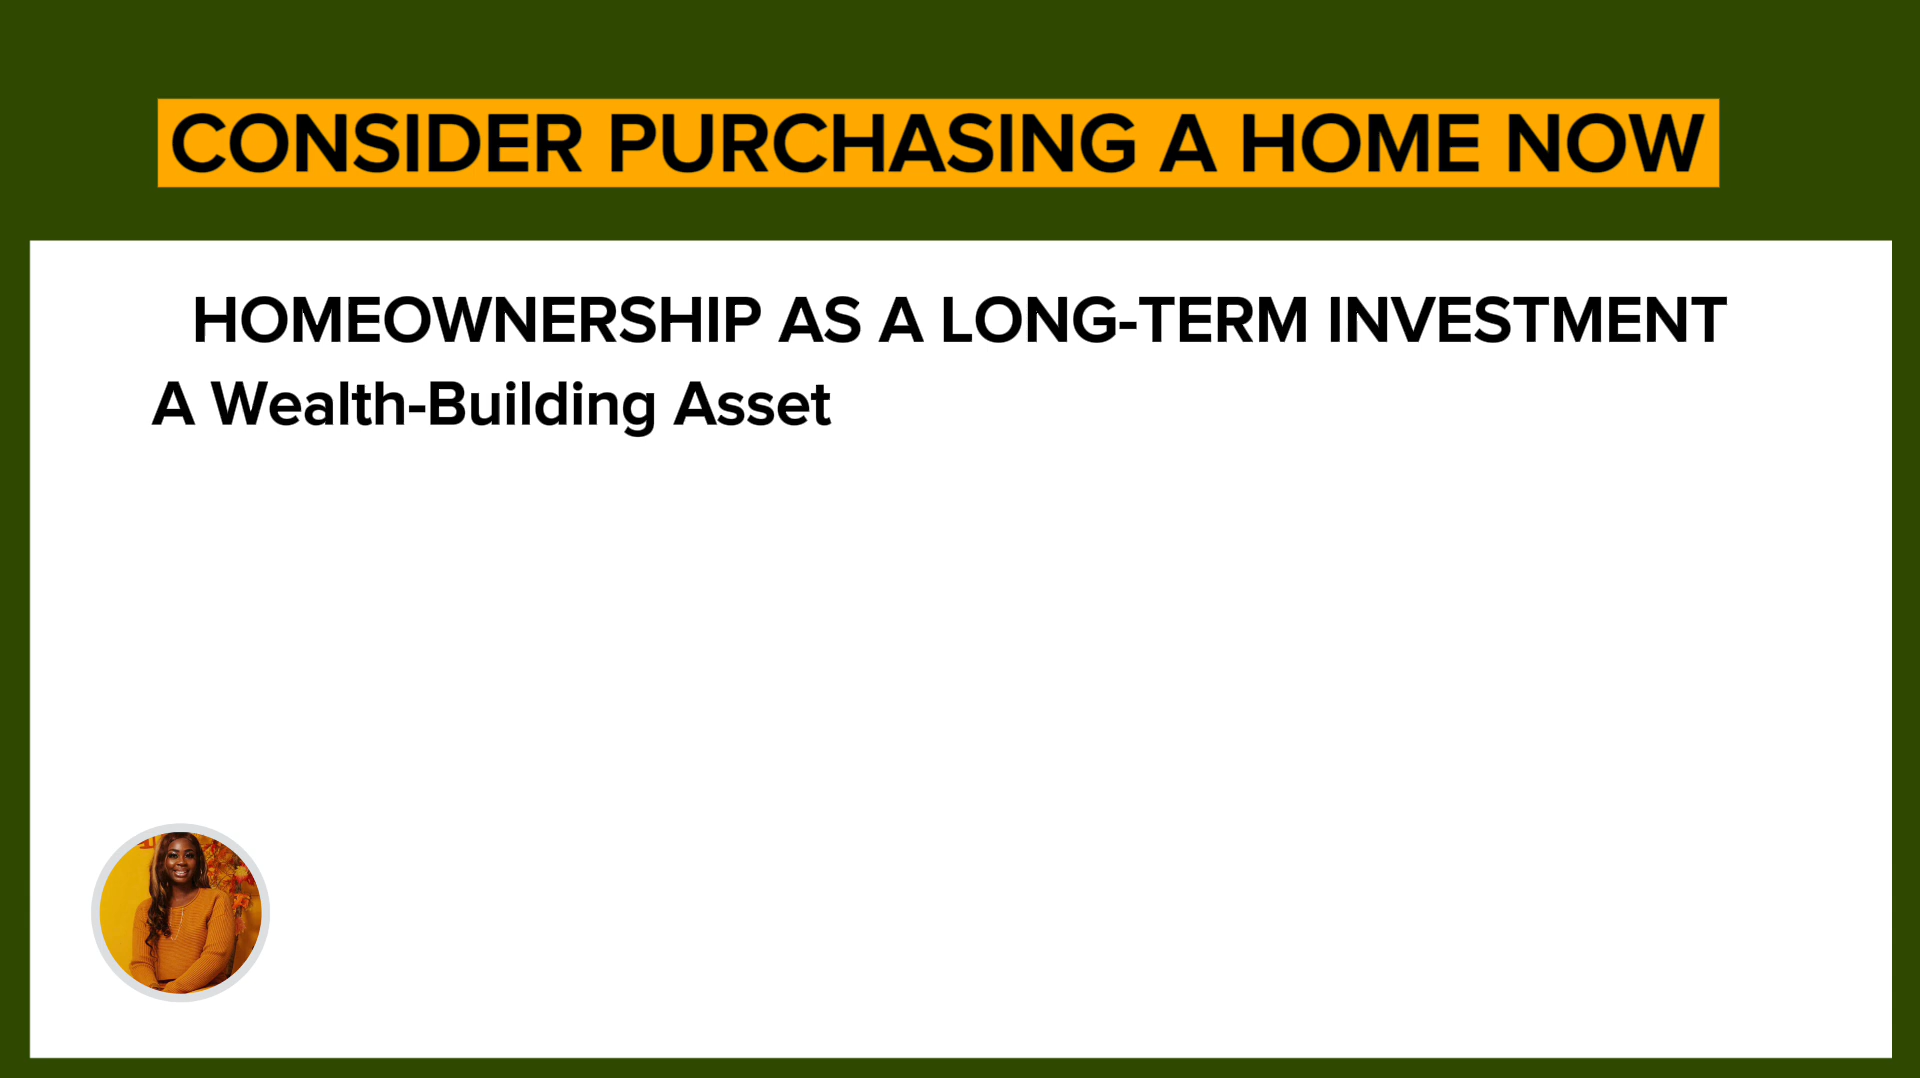 CONSIDER PURCHASING A HOME NOW
HOMEOWNERSHIP AS A LONG-TERM INVESTMENT
A Wealth-Building Asset